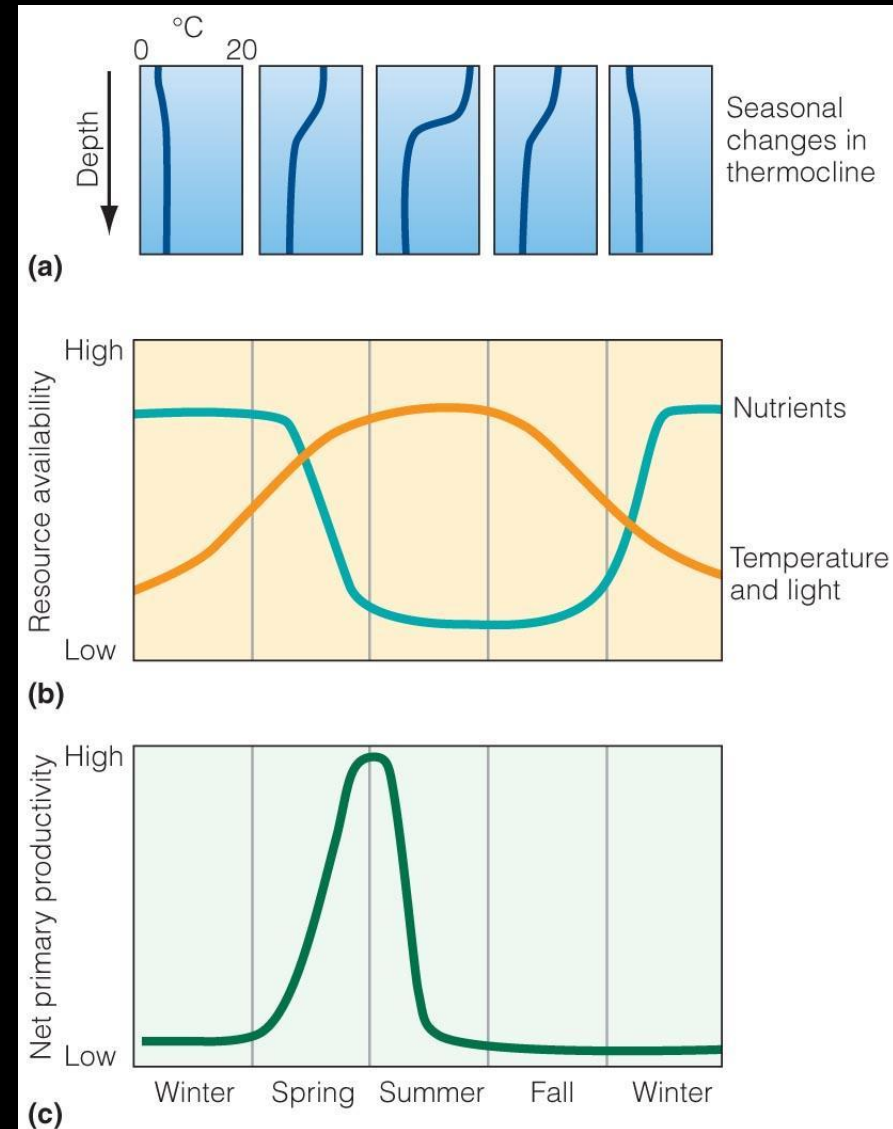 °C
0 20
Depth
Seasonal
changes in
thermocline
(a)
High
Resource availability
Low
Nutrients
Temperature
and light
(b)
High
Net primary productivity
Low
Winter Spring Summer Fall Winter
(c)